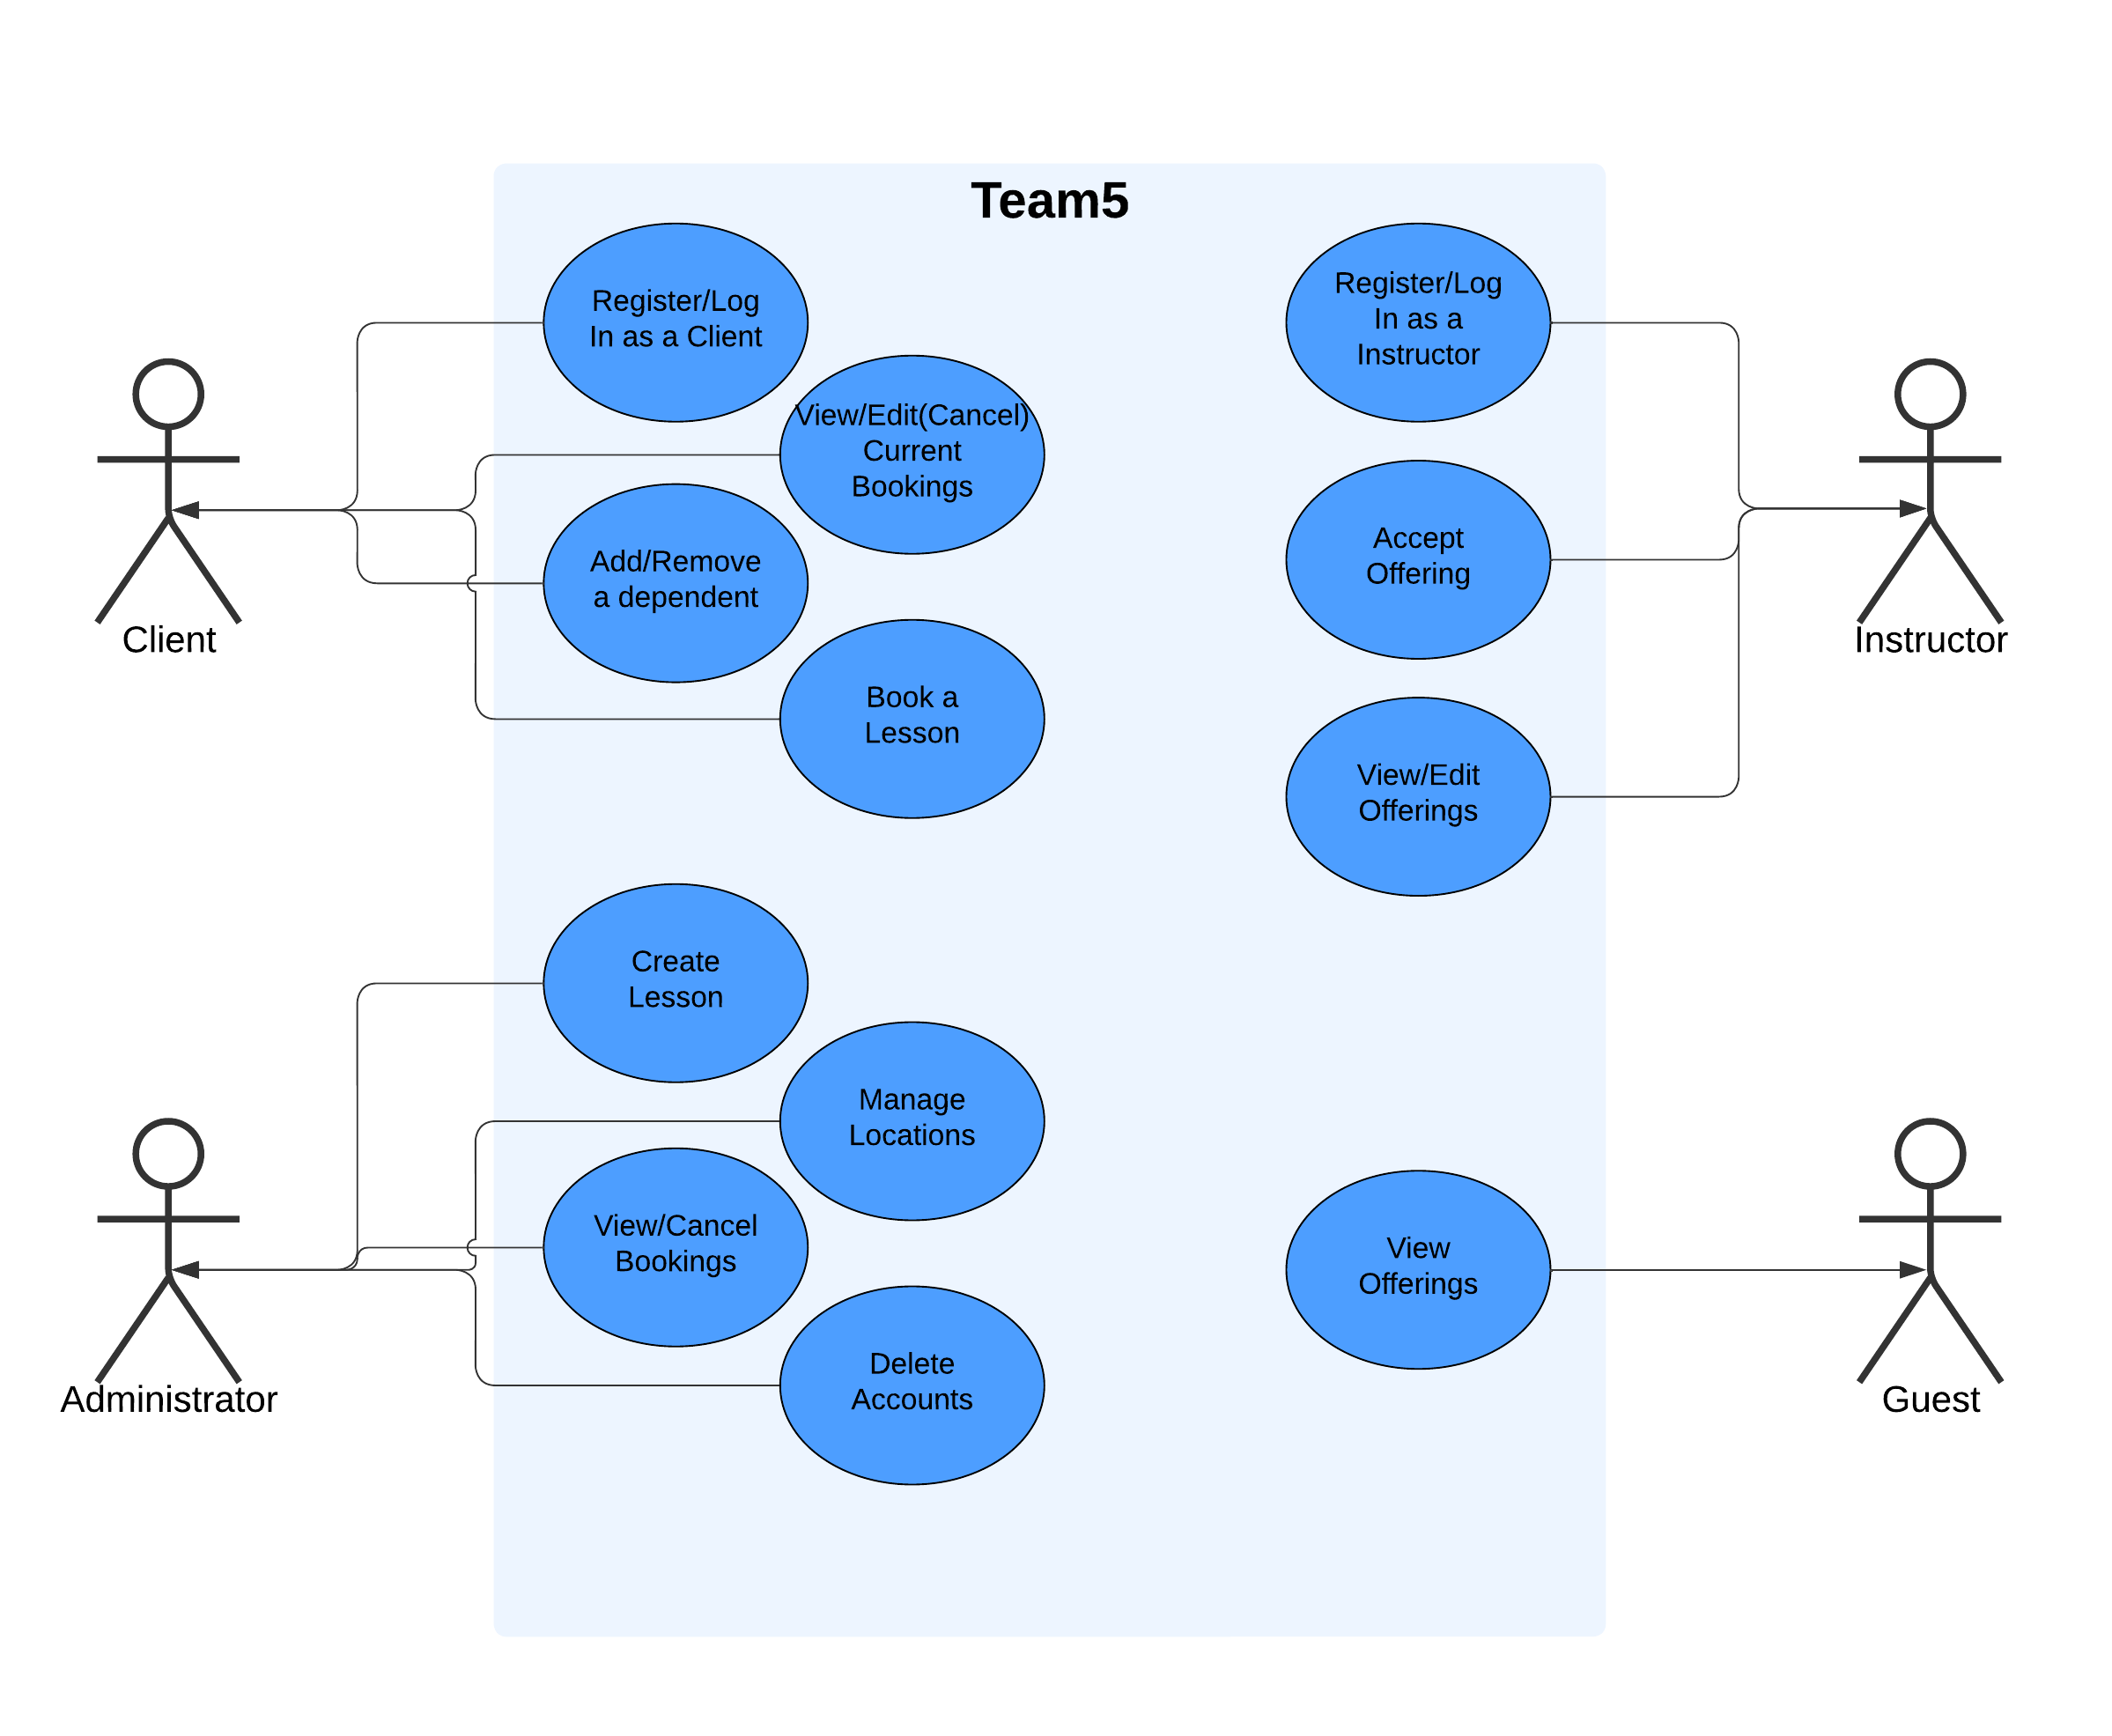 Team5
Register/Log
In as a Client
View/Edit(Cancel)
Current
Bookings
Add/Remove
a dependent
Book a
Lesson
Client
Register/Log
In as a
Instructor
Accept
Offering
View/Edit
Offerings
Instructor
Create
Lesson
Manage
Locations
View/Cancel
Bookings
Delete
Accounts
Administrator
View
Offerings
Guest